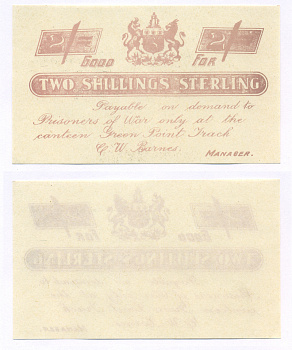 2/- GOOD FOR 2/-
TWO SHILLINGS STERLING
Payable on demand to
Prisoners of War only at the
canteen Green Point Track
C. W. Barnes.
MANAGER.